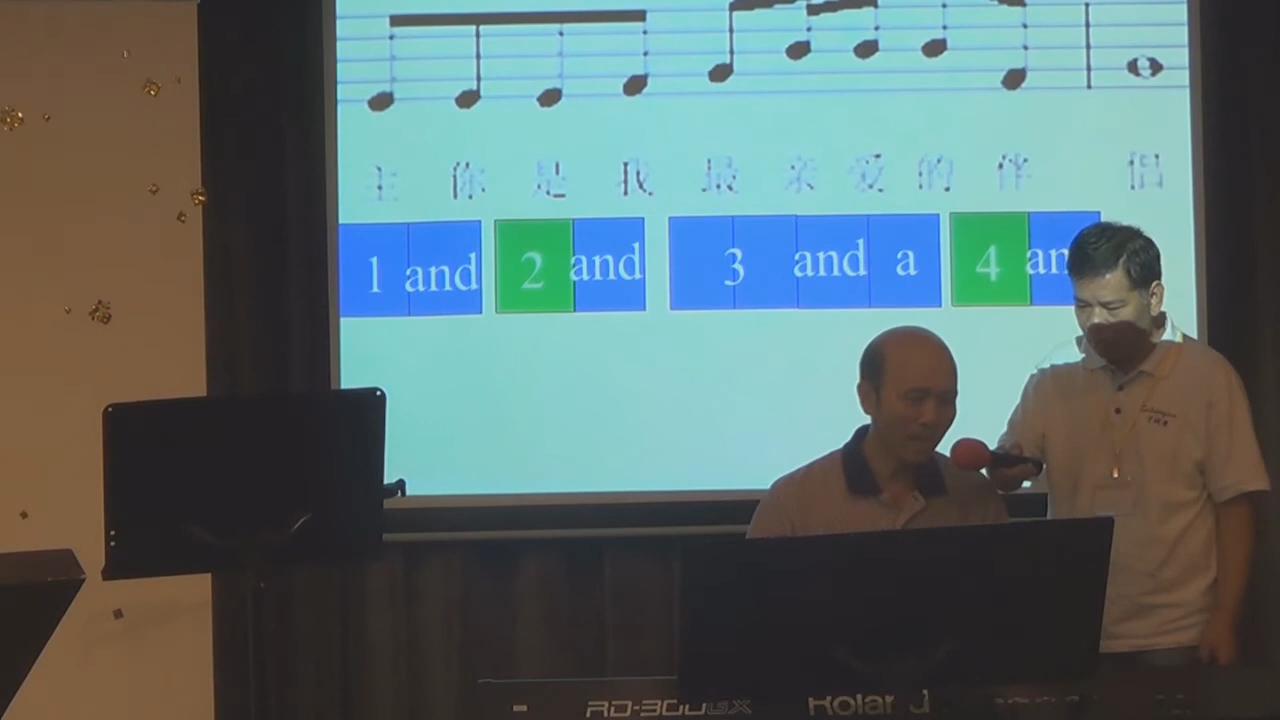 主 你 是 我 最 亲 爱 的 伴 侣
1 and 2 and 3 and a 4 an
RD-300GX Roland